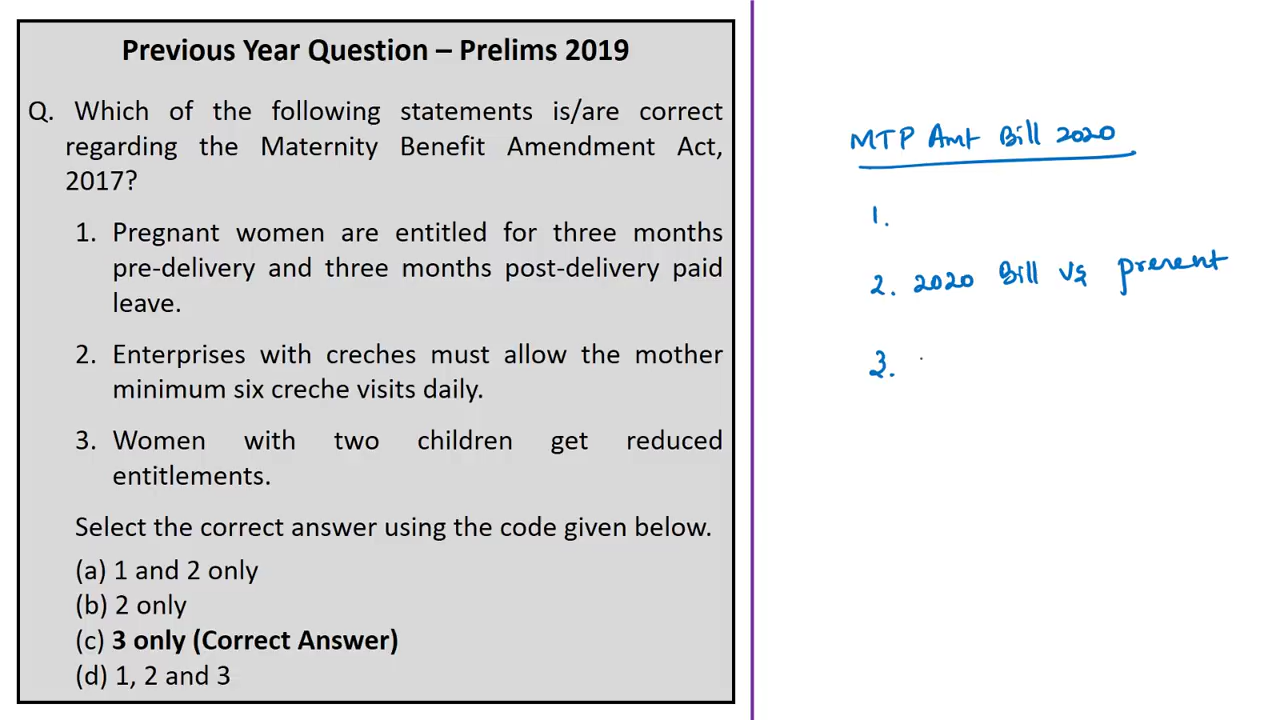 Previous Year Question – Prelims 2019
Q. Which of the following statements is/are correct
regarding the Maternity Benefit Amendment Act,
2017?
1. Pregnant women are entitled for three months
pre-delivery and three months post-delivery paid
leave.
2. Enterprises with creches must allow the mother
minimum six creche visits daily.
3. Women with two children get reduced
entitlements.
Select the correct answer using the code given below.
(a) 1 and 2 only
(b) 2 only
(c) 3 only (Correct Answer)
(d) 1, 2 and 3
MTP Amt Bill 2020
1.
2. 2020 Bill Vs present
3.